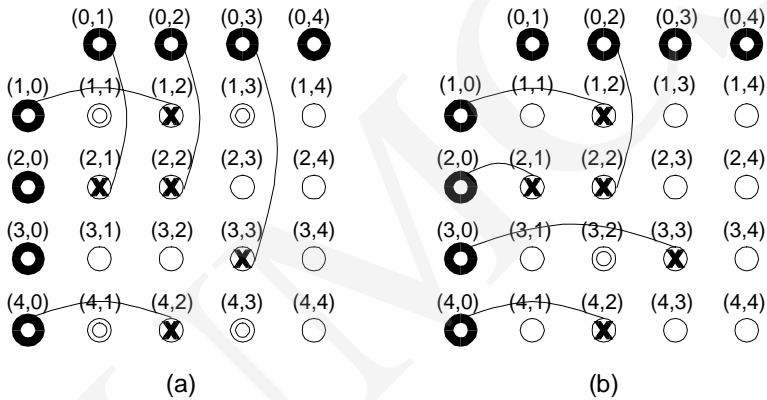 (0,1) (0,2) (0,3) (0,4) (0,1) (0,2) (0,3) (0,4)
(1,0) (1,1) (1,2) (1,3) (1,4) (1,0) (1,1) (1,2) (1,3) (1,4)
X X
(2,0) (2,1) (2,2) (2,3) (2,4) (2,0) (2,1) (2,2) (2,3) (2,4)
X X X X
(3,0) (3,1) (3,2) (3,3) (3,4) (3,0) (3,1) (3,2) (3,3) (3,4)
X X
(4,0) (4,1) (4,2) (4,3) (4,4) (4,0) (4,1) (4,2) (4,3) (4,4)
X X
(a) (b)